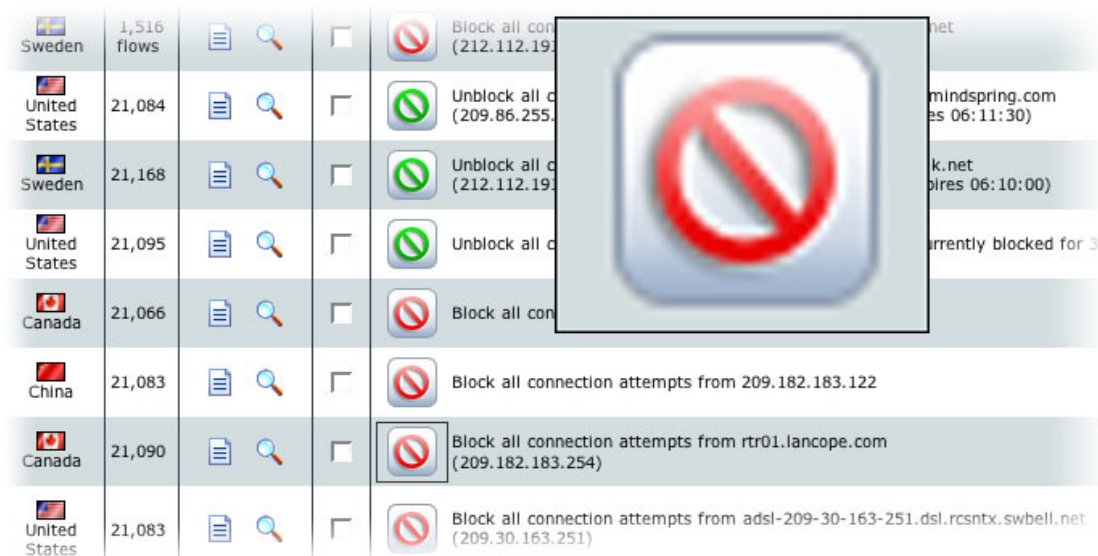 Sweden
1,516
flows
Block all con
net
(212.112.191
United
States
21,084
Unblock all c
mindspring.com
(209.86.255.
es 06:11:30)
Sweden
21,168
Unblock all c
k.net
(212.112.191
pires 06:10:00)
United
States
21,095
Unblock all c
urrently blocked for 3
Canada
21,066
Block all con
China
21,083
Block all connection attempts from 209.182.183.122
Canada
21,090
Block all connection attempts from rtr01.lancope.com
(209.182.183.254)
United
States
21,083
Block all connection attempts from adsl-209-30-163-251.dsl.rcsntx.swbell.net
(209.30.163.251)